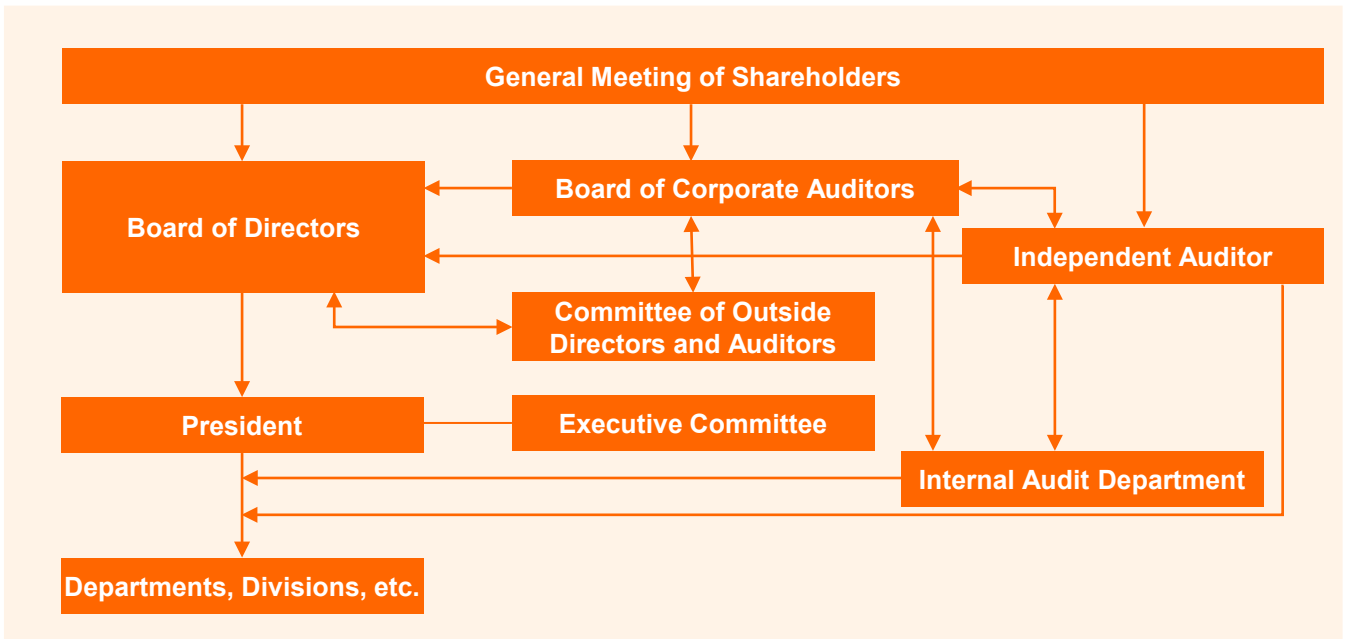 General Meeting of Shareholders
Board of Corporate Auditors
Board of Directors
Independent Auditor
Committee of Outside
Directors and Auditors
President
Executive Committee
Internal Audit Department
Departments, Divisions, etc.